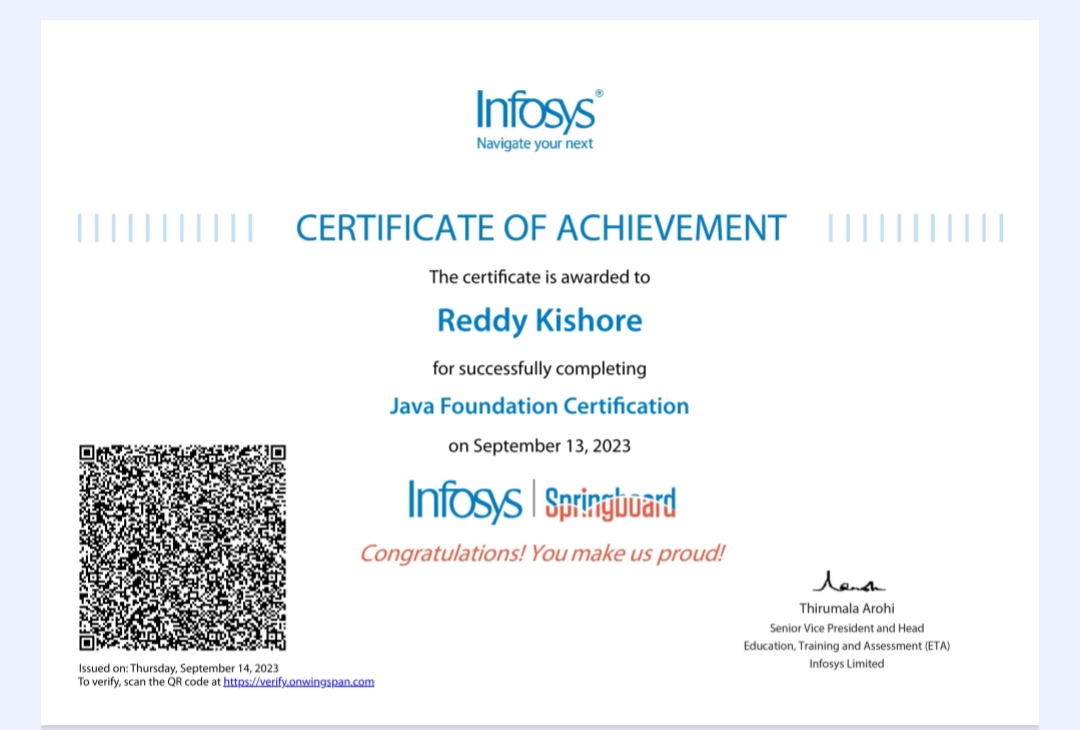 Infosys®
Navigate your next
CERTIFICATE OF ACHIEVEMENT
The certificate is awarded to
Reddy Kishore
for successfully completing
Java Foundation Certification
on September 13, 2023
Infosys | Springboard
Congratulations! You make us proud!
Thirumala Arohi
Senior Vice President and Head
Education, Training and Assessment (ETA)
Infosys Limited
Issued on: Thursday, September 14, 2023
To verify, scan the QR code at https://verify.onwingspan.com